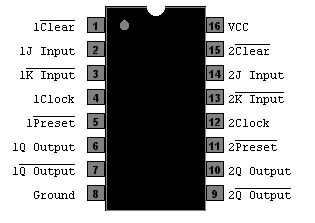 1Clear 1 16 VCC
1J Input 2 15 2Clear
1K Input 3 14 2J Input
1Clock 4 13 2K Input
1Preset 5 12 2Clock
1Q Output 6 11 2Preset
1Q Output 7 10 2Q Output
Ground 8 9 2Q Output